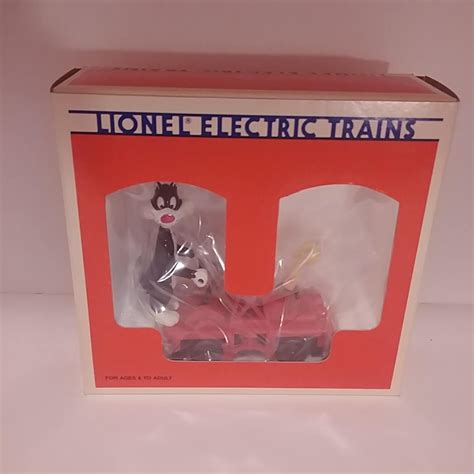 LIONEL® ELECTRIC TRAINS
FOR AGES 8 TO ADULT